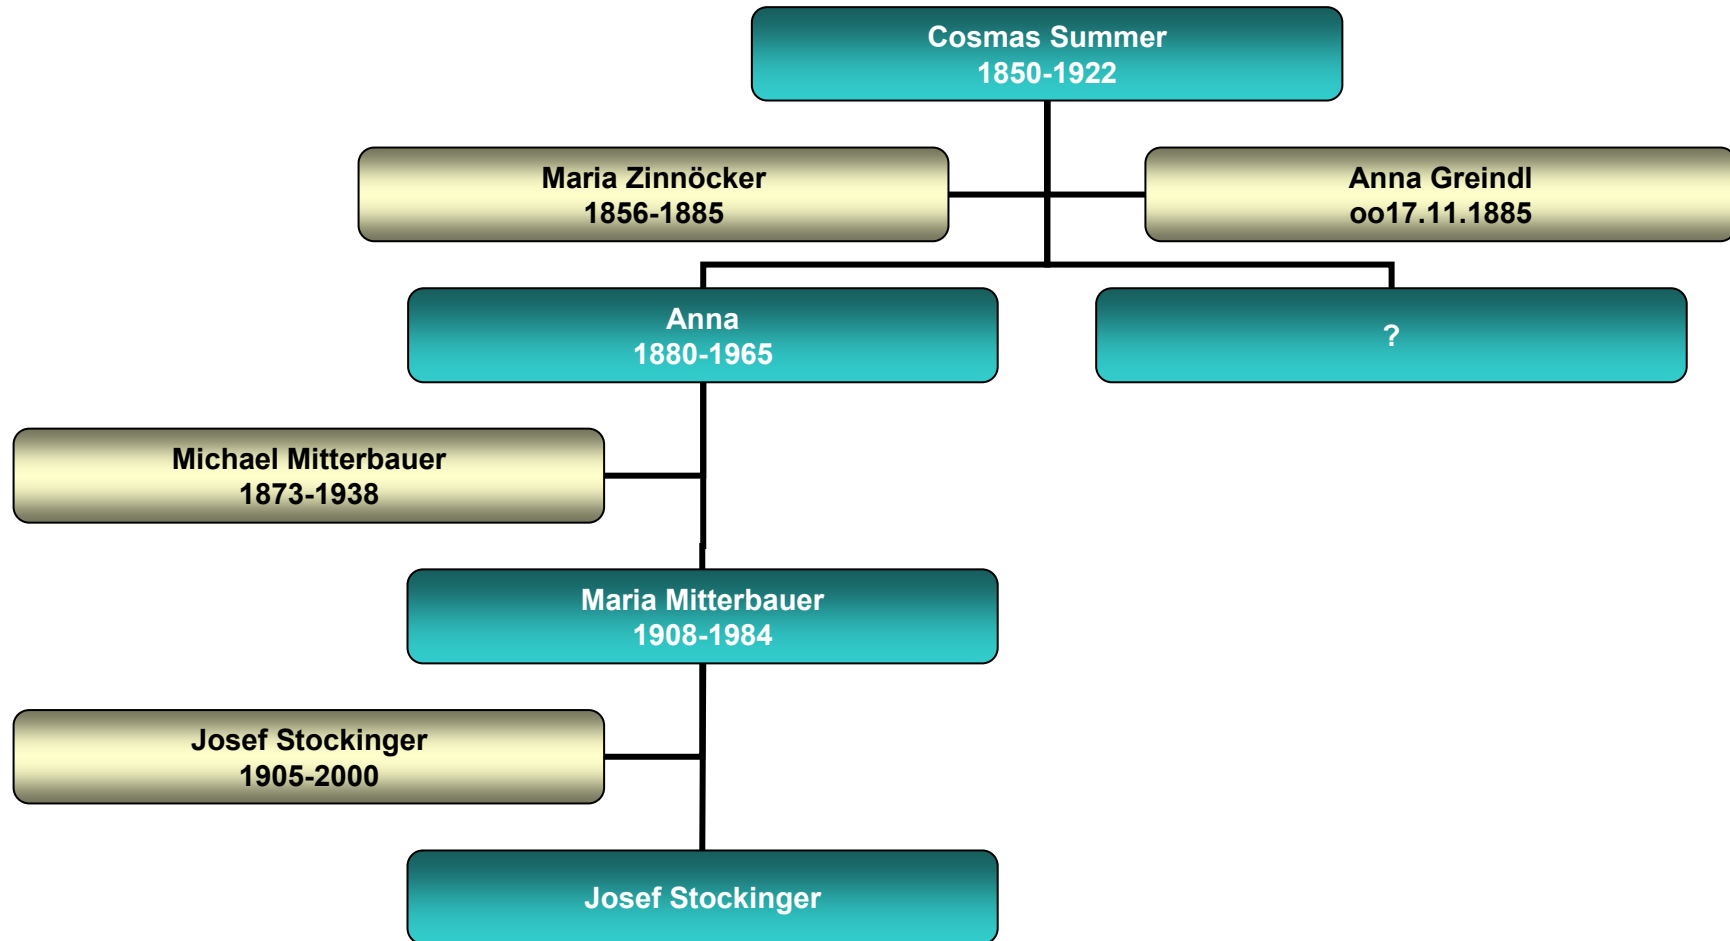 Cosmas Summer
1850-1922
Maria Zinnöcker
1856-1885
Anna Greindl
oo17.11.1885
Anna
1880-1965
?
Michael Mitterbauer
1873-1938
Maria Mitterbauer
1908-1984
Josef Stockinger
1905-2000
Josef Stockinger